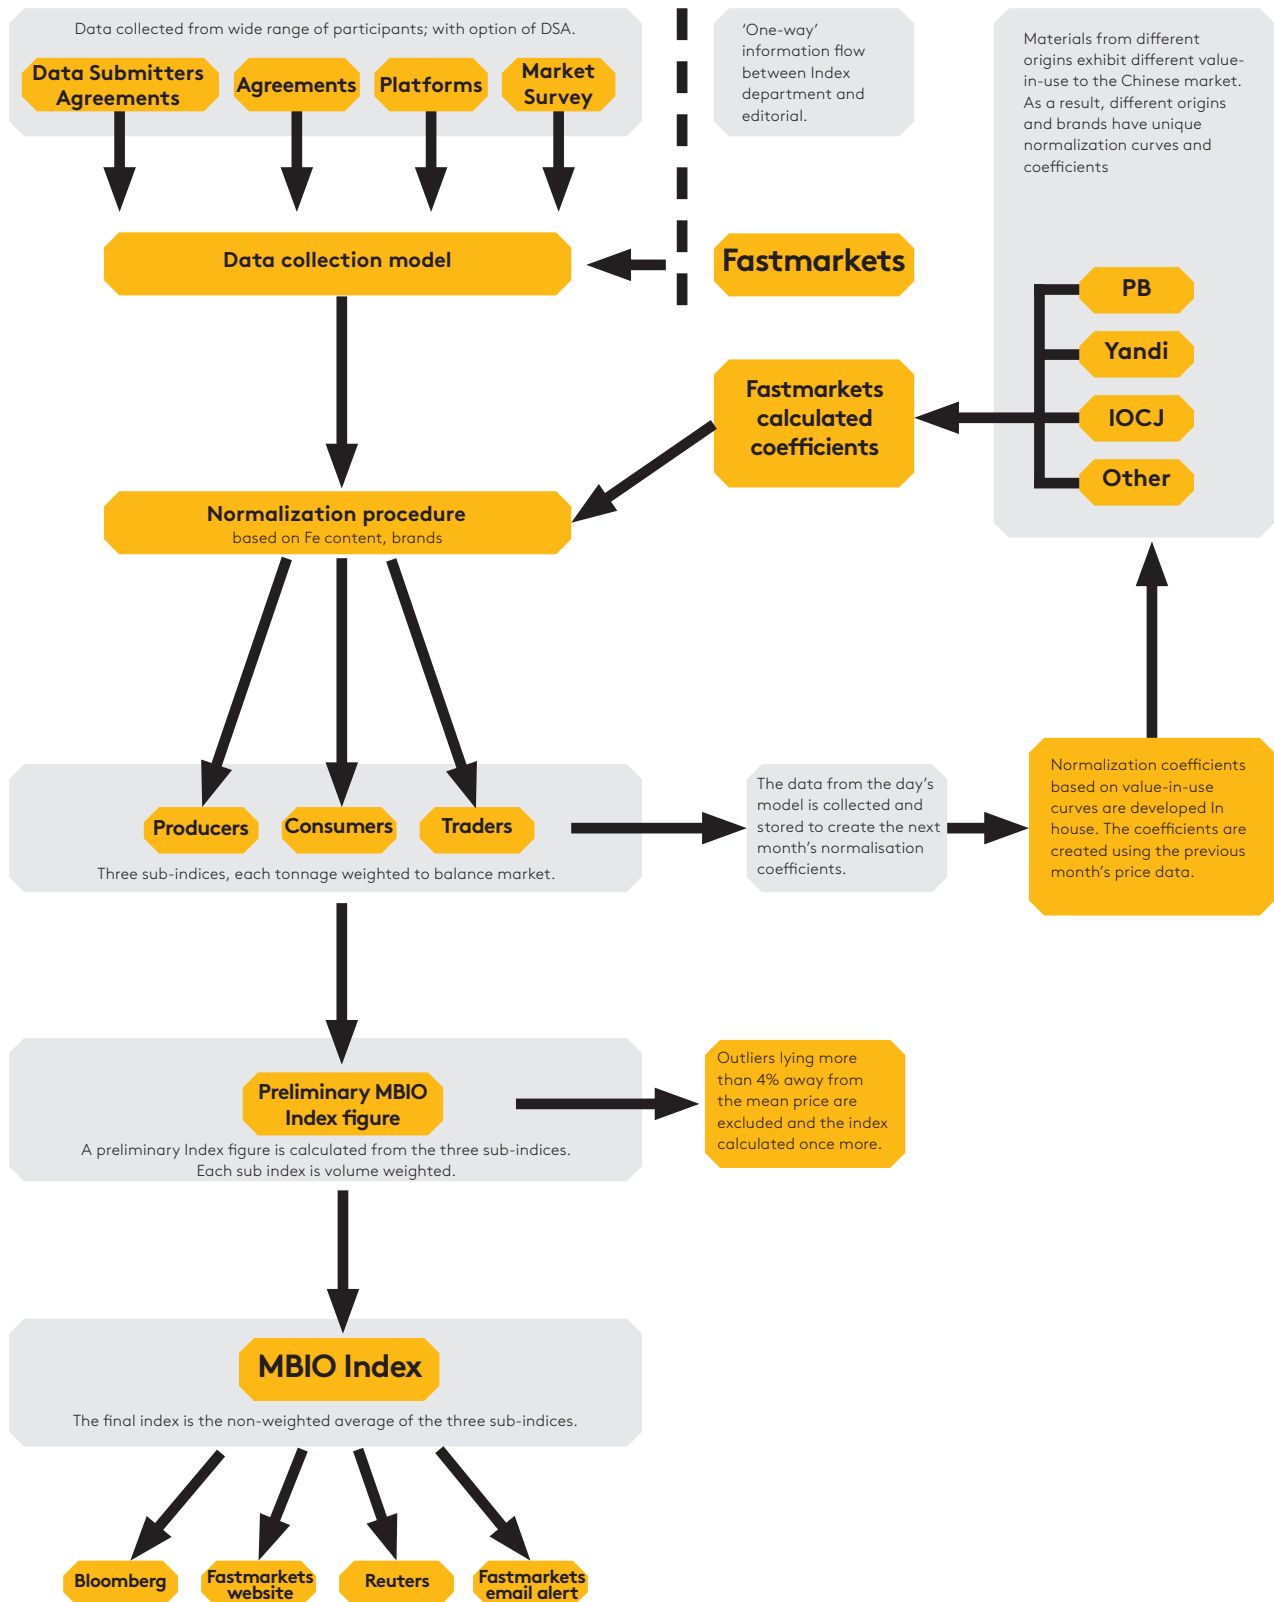 Data collected from wide range of participants; with option of DSA.
Data Submitters
Agreements
Agreements
Platforms
Market
Survey
'One-way'
information flow
between Index
department and
editorial.
Materials from different
origins exhibit different value-
in-use to the Chinese market.
As a result, different origins
and brands have unique
normalization curves and
coefficients
Data collection model
Fastmarkets
PB
Yandi
IOCJ
Other
Fastmarkets
calculated
coefficients
Normalization procedure
based on Fe content, brands
Producers
Consumers
Traders
Three sub-indices, each tonnage weighted to balance market.
The data from the day's
model is collected and
stored to create the next
month's normalisation
coefficients.
Normalization coefficients
based on value-in-use
curves are developed In
house. The coefficients are
created using the previous
month's price data.
Preliminary MBIO
Index figure
A preliminary Index figure is calculated from the three sub-indices.
Each sub index is volume weighted.
Outliers lying more
than 4% away from
the mean price are
excluded and the index
calculated once more.
MBIO Index
The final index is the non-weighted average of the three sub-indices.
Bloomberg
Fastmarkets
website
Reuters
Fastmarkets
email alert